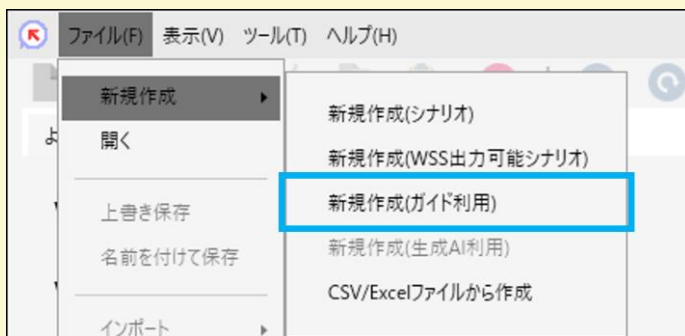 ファイル(F) 表示(V) ツール(T) ヘルプ(H)
新規作成
開く
上書き保存
名前を付けて保存
インポート
新規作成(シナリオ)
新規作成(WSS出力可能シナリオ)
新規作成(ガイド利用)
新規作成(生成AI利用)
CSV/Excelファイルから作成
よ